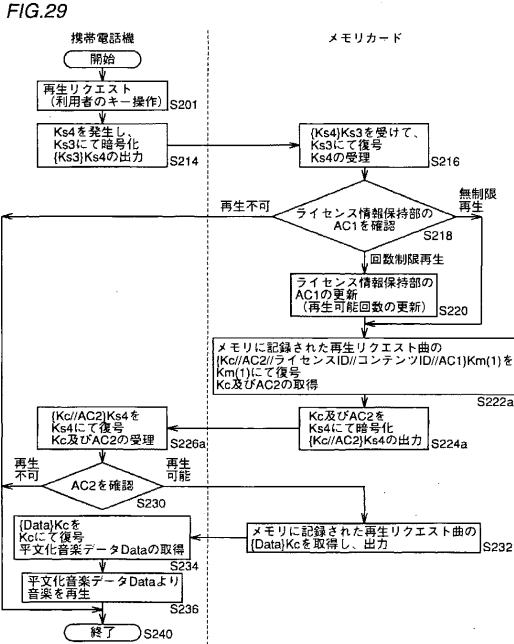 FIG.29
携帯電話機
メモリカード
開始
再生リクエスト
（利用者のキー操作）
S201
Ks4を発生し、
Ks3にて暗号化
{Ks3}Ks4の出力
S214
{Ks4}Ks3を受けて、
Ks3にて復号
Ks4の受理
S216
再生不可
ライセンス情報保持部の
AC1を確認
S218
無制限
再生
回数制限再生
ライセンス情報保持部の
AC1の更新
（再生可能回数の更新）
S220
メモリに記録された再生リクエスト曲の
{Kc//AC2//ライセンスID//コンテンツID//AC1}Km(1)を
Km(1)にて復号
Kc及びAC2の取得
S222a
{Kc//AC2}Ks4を
Ks4にて復号
Kc及びAC2の受理
S226a
Kc及びAC2を
Ks4にて暗号化
{Kc//AC2}Ks4の出力
S224a
再生
不可
AC2を確認
再生
可能
S230
{Data}Kcを
Kcにて復号
平文化音楽データDataの取得
S234
メモリに記録された再生リクエスト曲の
{Data}Kcを取得し、出力
S232
平文化音楽データDataより
音楽を再生
S236
終了
S240